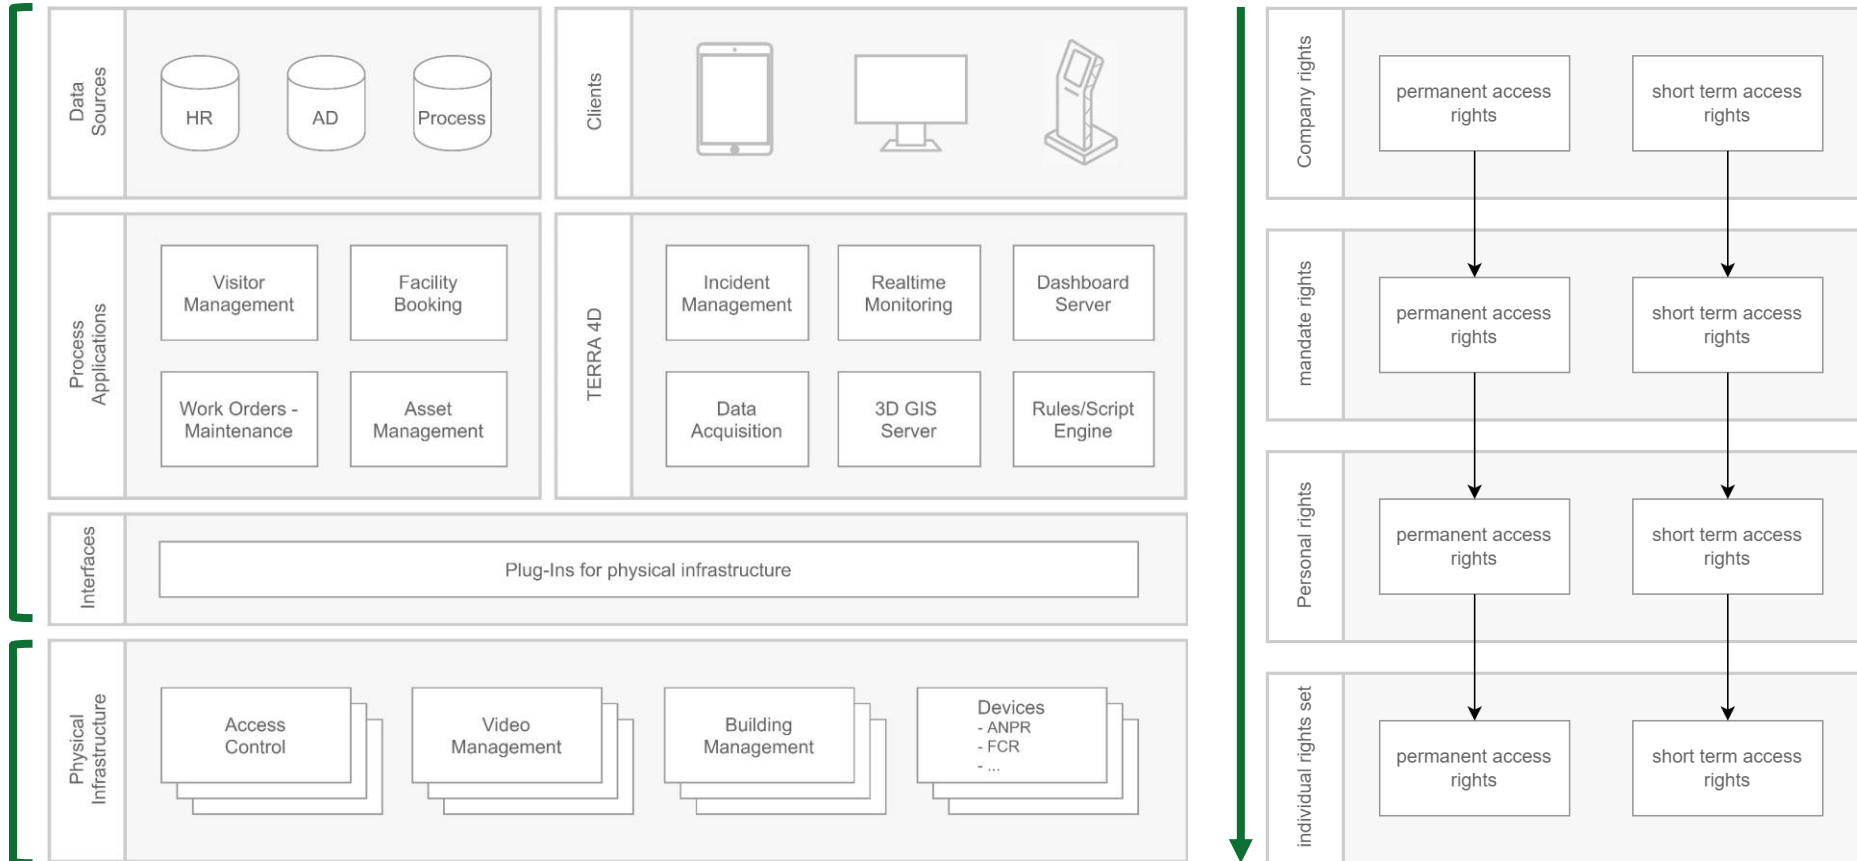 Data
Sources
HR
AD
Process
Clients
Process
Applications
Visitor
Management
Facility
Booking
Work Orders -
Maintenance
Asset
Management
TERRA 4D
Incident
Management
Realtime
Monitoring
Dashboard
Server
Data
Acquisition
3D GIS
Server
Rules/Script
Engine
Interfaces
Plug-Ins for physical infrastructure
Physical
Infrastructure
Access
Control
Video
Management
Building
Management
Devices
- ANPR
- FCR
- ...
Company rights
permanent access
rights
short term access
rights
mandate rights
permanent access
rights
short term access
rights
Personal rights
permanent access
rights
short term access
rights
individual rights set
permanent access
rights
short term access
rights